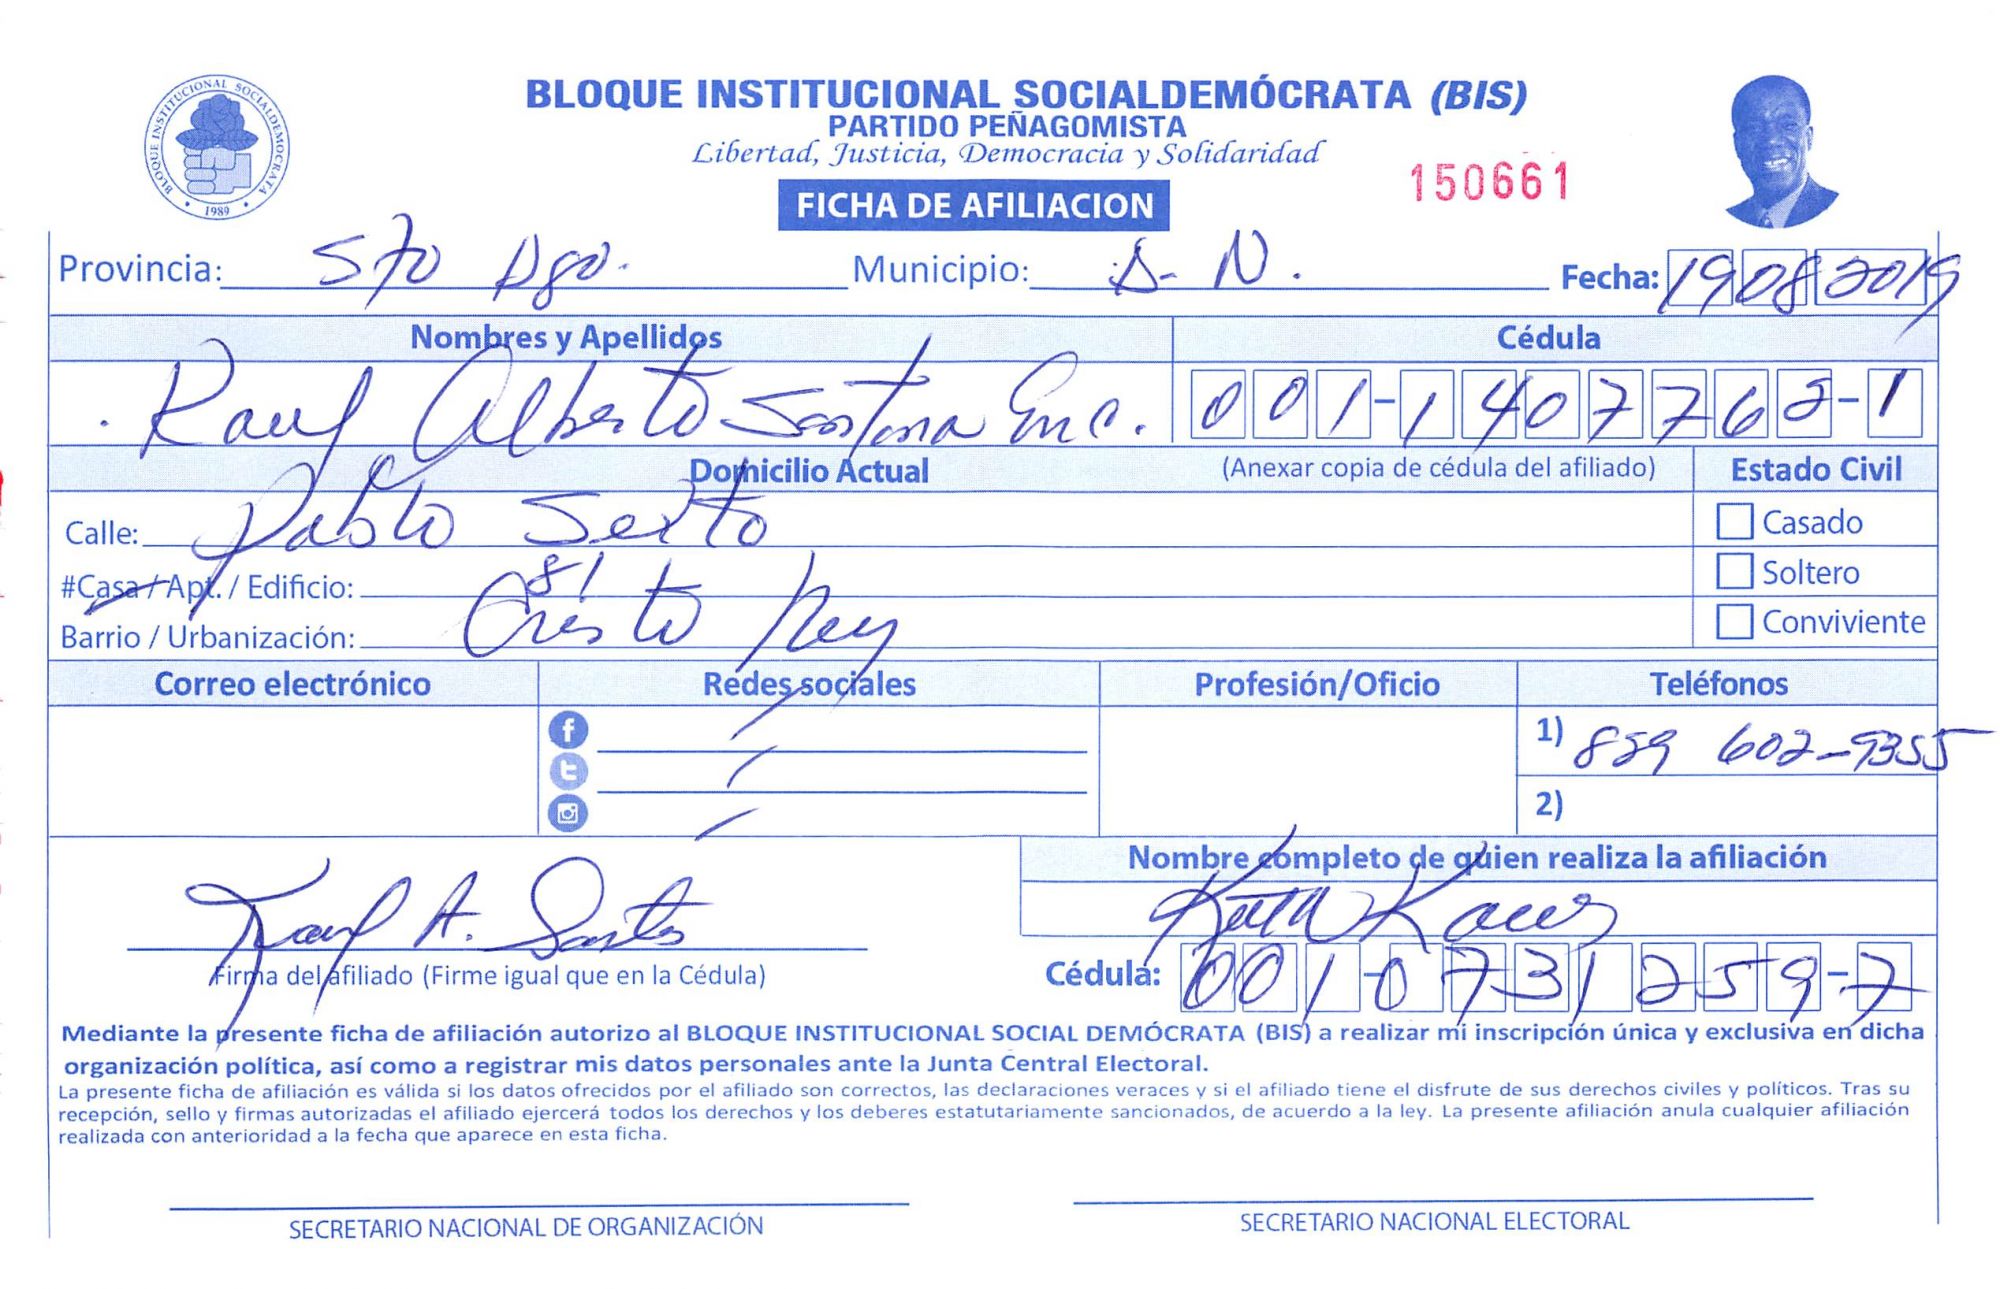 BLOQUE INSTITUCIONAL SOCIALDEMÓCRATA (BIS)
PARTIDO PEÑAGOMISTA
Libertad, Justicia, Democracia y Solidaridad
BLOQUE INSTITUCIONAL SOCIALDEMOCRATA
1989
150661
FICHA DE AFILIACION
Provincia: Sto Dgo. Municipio: D. N. Fecha: 19 08 2019
Nombres y Apellidos Cédula
Raul Alberto Santana Enc. 001-1407762-1
Domicilio Actual (Anexar copia de cédula del afiliado) Estado Civil
Calle: Pablo Sexto Casado
#Casa / Apt. / Edificio: 81 Soltero
Barrio / Urbanización: Cristo Rey Conviviente
Correo electrónico Redes sociales Profesión/Oficio Teléfonos
1) 829 602-9355
2)
Nombre completo de quien realiza la afiliación
Raul A. Santa
Firma del afiliado (Firme igual que en la Cédula) Cédula: 001-0731259-7
Mediante la presente ficha de afiliación autorizo al BLOQUE INSTITUCIONAL SOCIAL DEMÓCRATA (BIS) a realizar mi inscripción única y exclusiva en dicha
organización política, así como a registrar mis datos personales ante la Junta Central Electoral.
La presente ficha de afiliación es válida si los datos ofrecidos por el afiliado son correctos, las declaraciones veraces y si el afiliado tiene el disfrute de sus derechos civiles y políticos. Tras su
recepción, sello y firmas autorizadas el afiliado ejercerá todos los derechos y los deberes estatutariamente sancionados, de acuerdo a la ley. La presente afiliación anula cualquier afiliación
realizada con anterioridad a la fecha que aparece en esta ficha.
SECRETARIO NACIONAL DE ORGANIZACIÓN SECRETARIO NACIONAL ELECTORAL